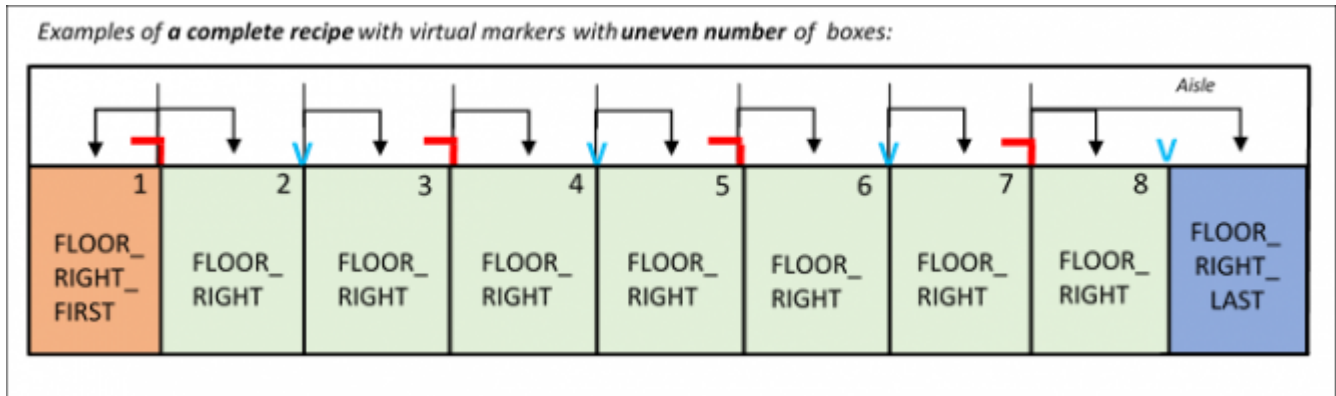 Examples of a complete recipe with virtual markers with uneven number of boxes:
Aisle
V V V V
1 2 3 4 5 6 7 8
FLOOR_
RIGHT_
FIRST
FLOOR_
RIGHT
FLOOR_
RIGHT
FLOOR_
RIGHT
FLOOR_
RIGHT
FLOOR_
RIGHT
FLOOR_
RIGHT
FLOOR_
RIGHT
FLOOR_
RIGHT_
LAST